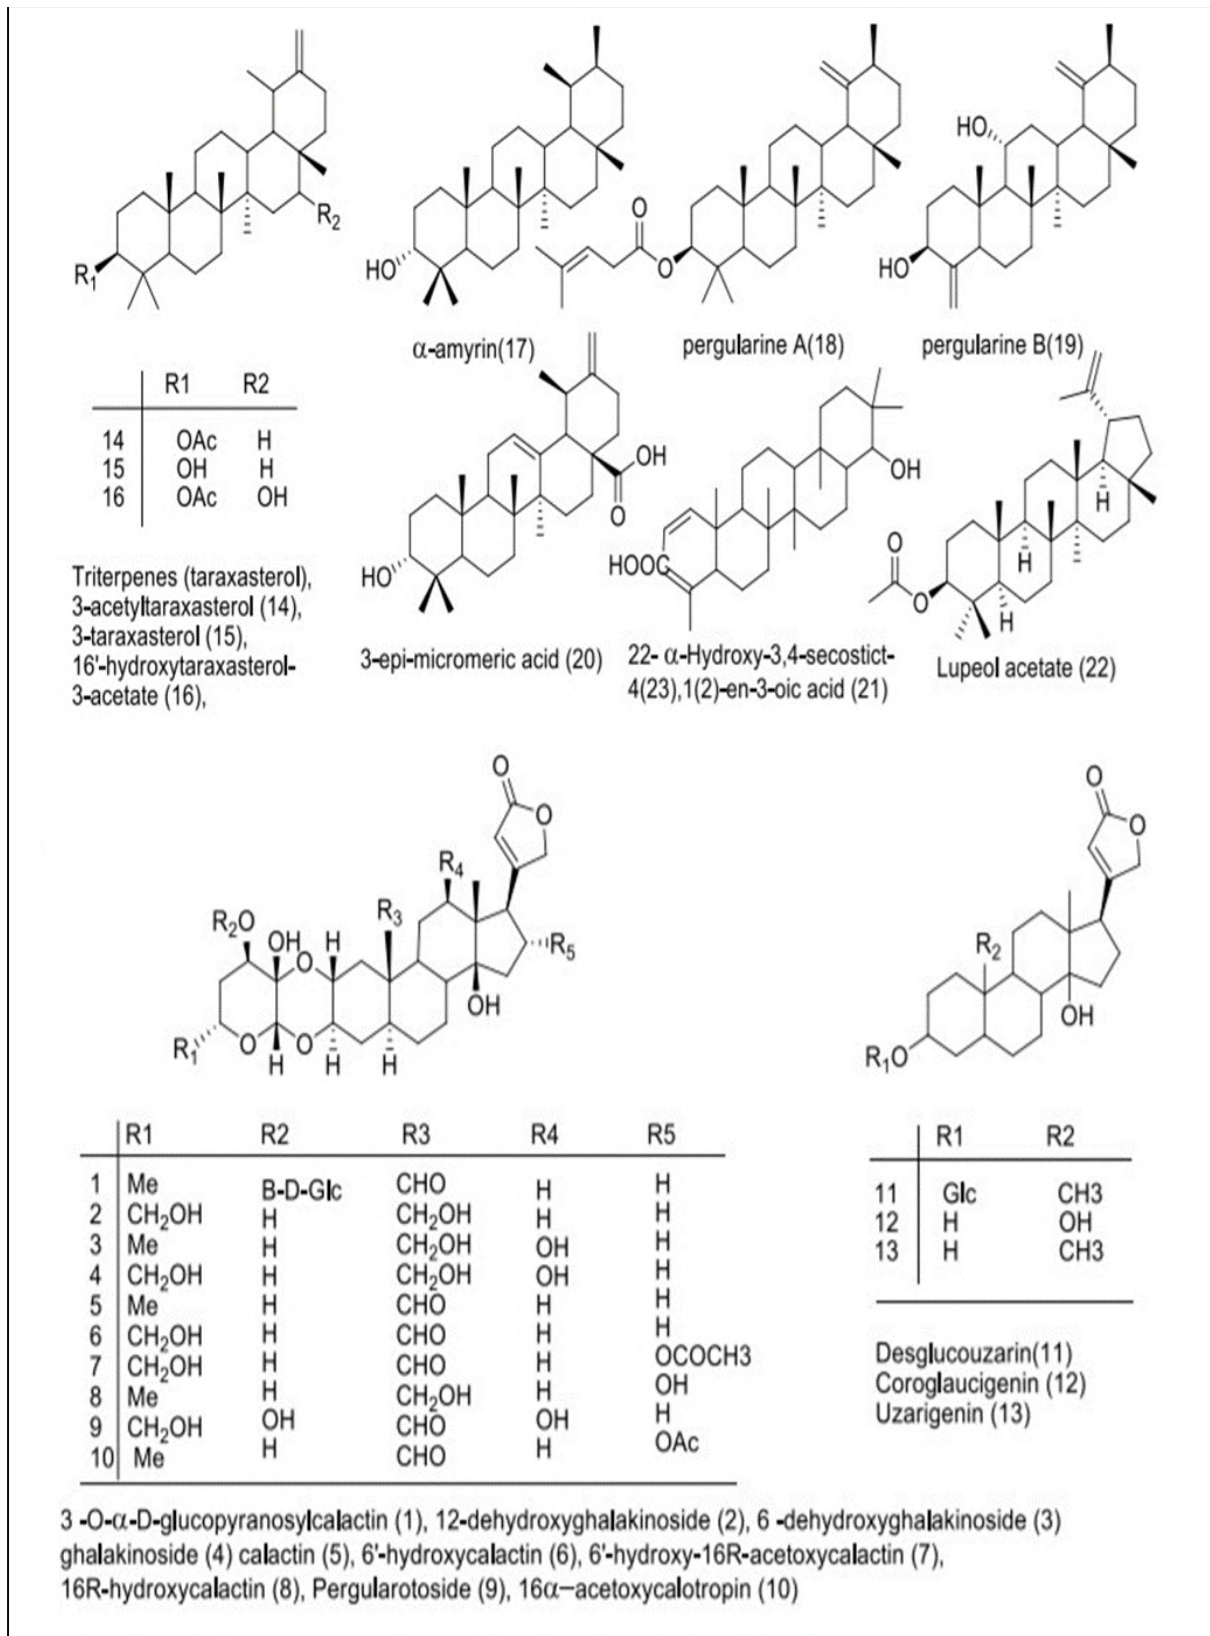 R1
R2
HO
O
O
HO
HO
α-amyrin(17)
pergularine A(18)
pergularine B(19)
R1 R2
14 OAc H
15 OH H
16 OAc OH
HO
OH
O
HOOC
OH
O
O
H
H
H
Triterpenes (taraxasterol),
3-acetyltaraxasterol (14),
3-taraxasterol (15),
16'-hydroxytaraxasterol-
3-acetate (16),
3-epi-micromeric acid (20)
22- α-Hydroxy-3,4-secostict-
4(23),1(2)-en-3-oic acid (21)
Lupeol acetate (22)
O
O
R4
R3
R2O
OH
H
O
R5
OH
R1
O
H
O
H
H
O
O
R2
OH
R1O
R1 R2 R3 R4 R5
1 Me B-D-Glc CHO H H
2 CH2OH H CH2OH H H
3 Me H CH2OH OH H
4 CH2OH H CH2OH OH H
5 Me H CHO H H
6 CH2OH H CHO H H
7 CH2OH H CHO H OCOCH3
8 Me H CH2OH H OH
9 CH2OH OH CHO OH H
10 Me H CHO H OAc
R1 R2
11 Glc CH3
12 H OH
13 H CH3
Desglucouzarin(11)
Coroglaucigenin (12)
Uzarigenin (13)
3 -O-α-D-glucopyranosylcalactin (1), 12-dehydroxyghalakinoside (2), 6 -dehydroxyghalakinoside (3)
ghalakinoside (4) calactin (5), 6'-hydroxycalactin (6), 6'-hydroxy-16R-acetoxycalactin (7),
16R-hydroxycalactin (8), Pergularotoside (9), 16α–acetoxycalotropin (10)